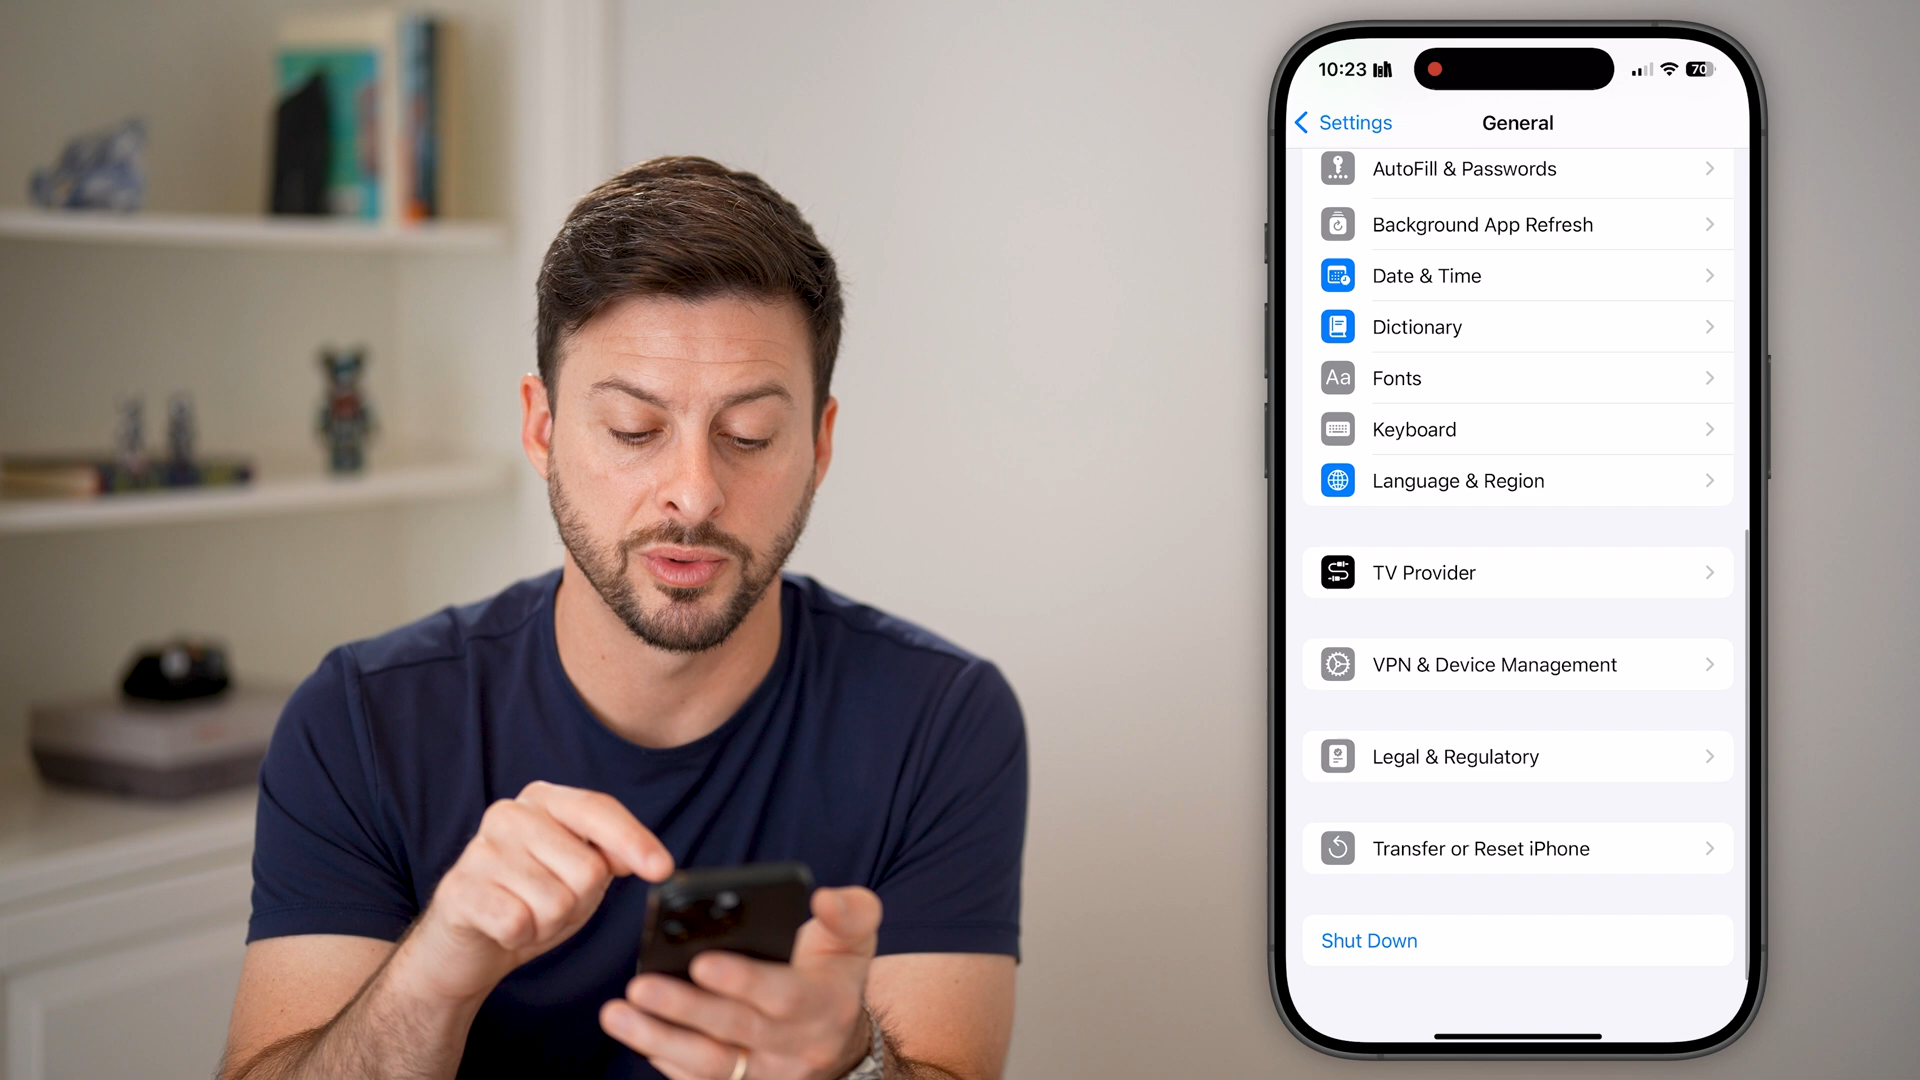 10:23
70
Settings
General
AutoFill & Passwords
Background App Refresh
Date & Time
Dictionary
Aa
Fonts
Keyboard
Language & Region
TV Provider
VPN & Device Management
Legal & Regulatory
Transfer or Reset iPhone
Shut Down